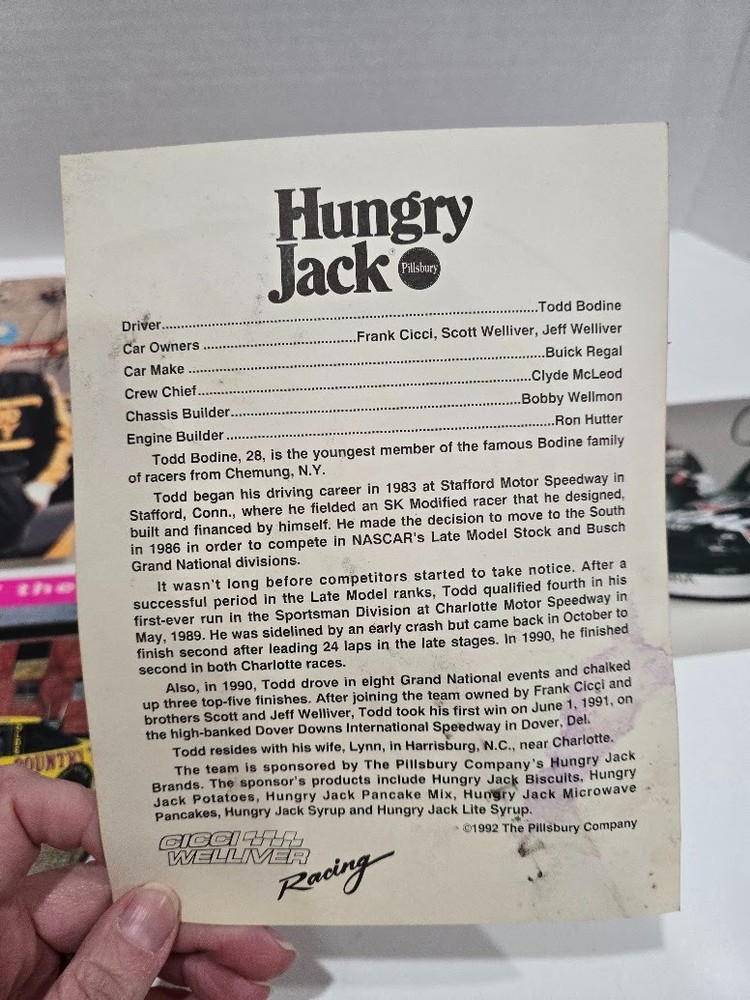 Hungry
Jack
Pillsbury
Driver..........Todd Bodine
Car Owners ..........Frank Cicci, Scott Welliver, Jeff Welliver
Car Make ..........Buick Regal
Crew Chief..........Clyde McLeod
Chassis Builder..........Bobby Wellmon
Engine Builder..........Ron Hutter
Todd Bodine, 28, is the youngest member of the famous Bodine family
of racers from Chemung, N.Y.
Todd began his driving career in 1983 at Stafford Motor Speedway in
Stafford, Conn., where he fielded an SK Modified racer that he designed,
built and financed by himself. He made the decision to move to the South
in 1986 in order to compete in NASCAR's Late Model Stock and Busch
Grand National divisions.
It wasn't long before competitors started to take notice. After a
successful period in the Late Model ranks, Todd qualified fourth in his
first-ever run in the Sportsman Division at Charlotte Motor Speedway in
May, 1989. He was sidelined by an early crash but came back in October to
finish second after leading 24 laps in the late stages. In 1990, he finished
second in both Charlotte races.
Also, in 1990, Todd drove in eight Grand National events and chalked
up three top-five finishes. After joining the team owned by Frank Cicci and
brothers Scott and Jeff Welliver, Todd took his first win on June 1, 1991, on
the high-banked Dover Downs International Speedway in Dover, Del.
Todd resides with his wife, Lynn, in Harrisburg, N.C., near Charlotte.
The team is sponsored by The Pillsbury Company's Hungry Jack
Brands. The sponsor's products include Hungry Jack Biscuits, Hungry
Jack Potatoes, Hungry Jack Pancake Mix, Hungry Jack Microwave
Pancakes, Hungry Jack Syrup and Hungry Jack Lite Syrup.
©1992 The Pillsbury Company
CICCI
WELLIVER
Racing
the
COUNTRY